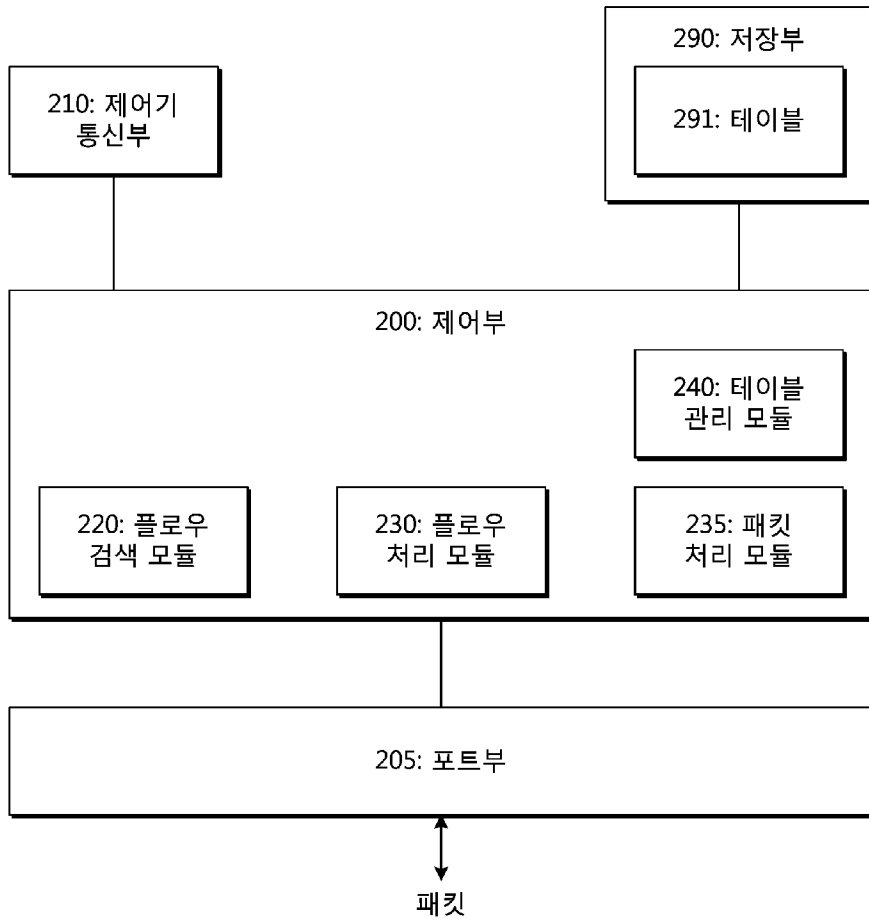 290: 저장부
210: 제어기
통신부
291: 테이블
200: 제어부
240: 테이블
관리 모듈
220: 플로우
검색 모듈
230: 플로우
처리 모듈
235: 패킷
처리 모듈
205: 포트부
패킷